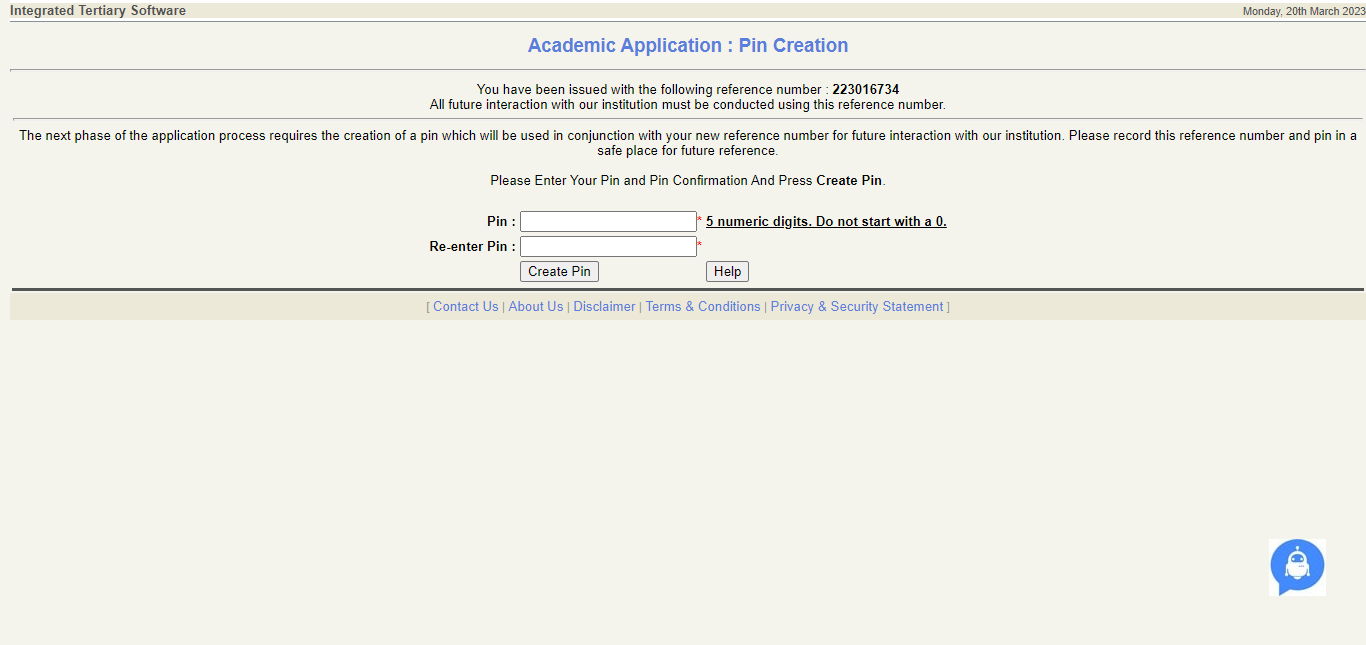 Integrated Tertiary Software
Monday, 20th March 2023
Academic Application : Pin Creation
You have been issued with the following reference number : 223016734
All future interaction with our institution must be conducted using this reference number.
The next phase of the application process requires the creation of a pin which will be used in conjunction with your new reference number for future interaction with our institution. Please record this reference number and pin in a
safe place for future reference.
Please Enter Your Pin and Pin Confirmation And Press Create Pin.
Pin : * 5 numeric digits. Do not start with a 0.
Re-enter Pin : *
Create Pin Help
[ Contact Us | About Us | Disclaimer | Terms & Conditions | Privacy & Security Statement ]